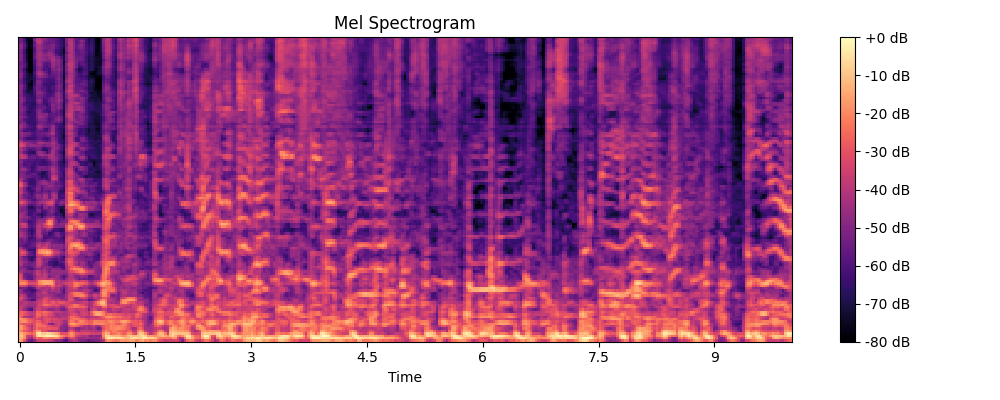 Mel Spectrogram
+0 dB
-10 dB
-20 dB
-30 dB
-40 dB
-50 dB
-60 dB
-70 dB
-80 dB
0 1.5 3 4.5 6 7.5 9
Time